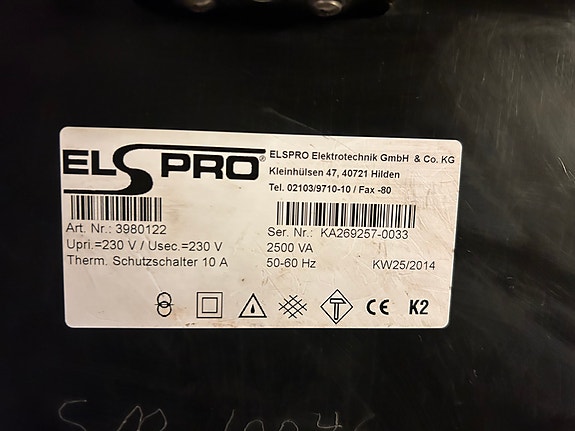 ELSPRO®
ELSPRO Elektrotechnik GmbH & Co. KG
Kleinhülsen 47, 40721 Hilden
Tel. 02103/9710-10 / Fax -80
Art. Nr.: 3980122
Ser. Nr.: KA269257-0033
Upri.=230 V / Usec.=230 V
2500 VA
Therm. Schutzschalter 10 A
50-60 Hz
KW25/2014
T
CE K2